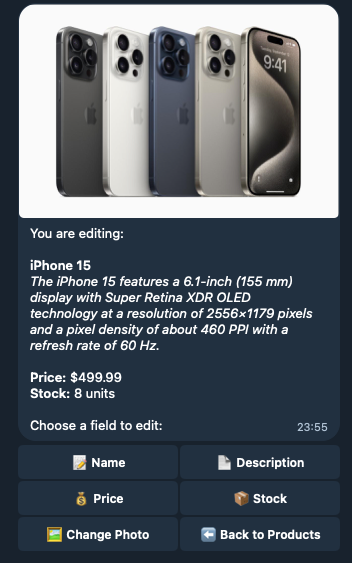 9:41
You are editing:
iPhone 15
The iPhone 15 features a 6.1-inch (155 mm)
display with Super Retina XDR OLED
technology at a resolution of 2556×1179 pixels
and a pixel density of about 460 PPI with a
refresh rate of 60 Hz.
Price: $499.99
Stock: 8 units
Choose a field to edit:
23:55
📝 Name
📄 Description
💰 Price
📦 Stock
🖼️ Change Photo
⬅️ Back to Products